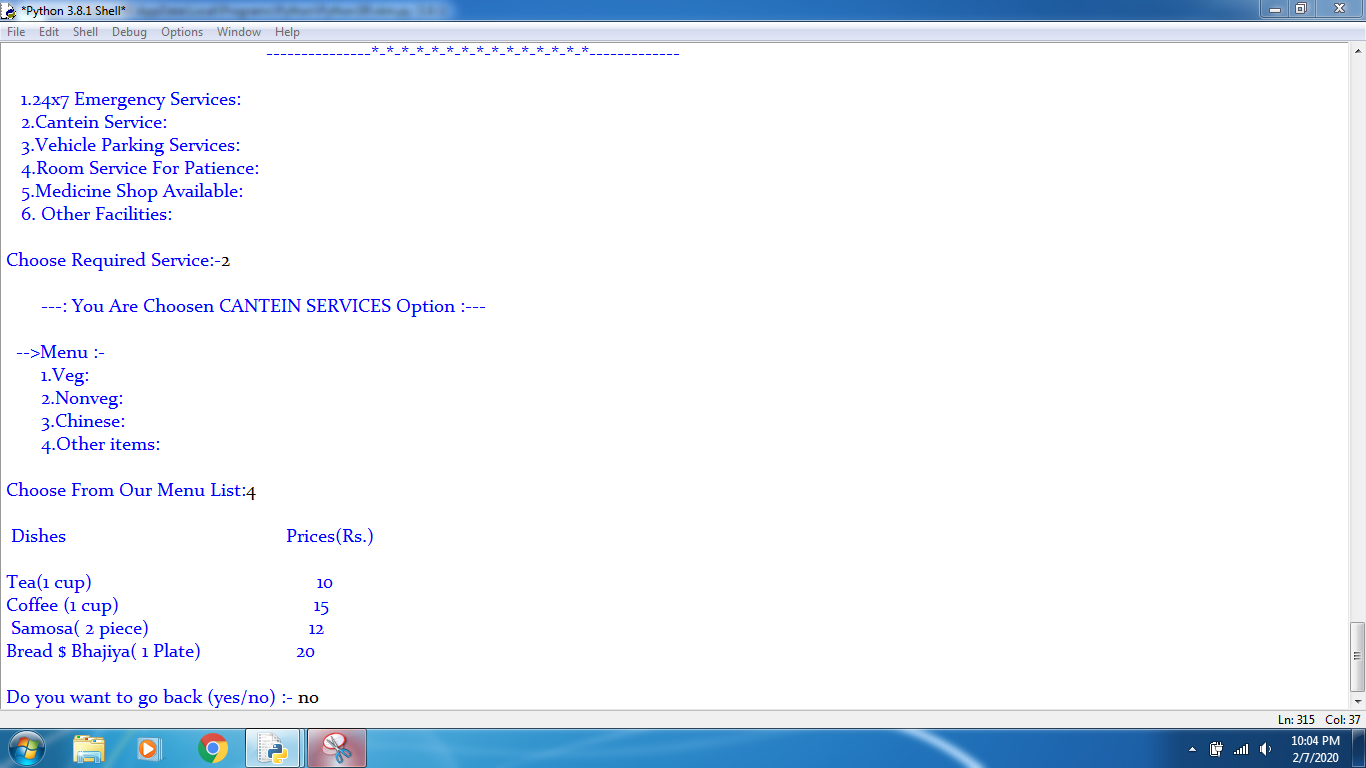 *Python 3.8.1 Shell*
File Edit Shell Debug Options Window Help
---------------*-*-*-*-*-*-*-*-*-*-*-*-*-*-*-------------
1.24x7 Emergency Services:
2.Cantein Service:
3.Vehicle Parking Services:
4.Room Service For Patience:
5.Medicine Shop Available:
6. Other Facilities:
Choose Required Service:-2
---: You Are Choosen CANTEIN SERVICES Option :---
-->Menu :-
1.Veg:
2.Nonveg:
3.Chinese:
4.Other items:
Choose From Our Menu List:4
Dishes Prices(Rs.)
Tea(1 cup) 10
Coffee (1 cup) 15
Samosa( 2 piece) 12
Bread $ Bhajiya( 1 Plate) 20
Do you want to go back (yes/no) :- no
Ln: 315 Col: 37
10:04 PM
2/7/2020